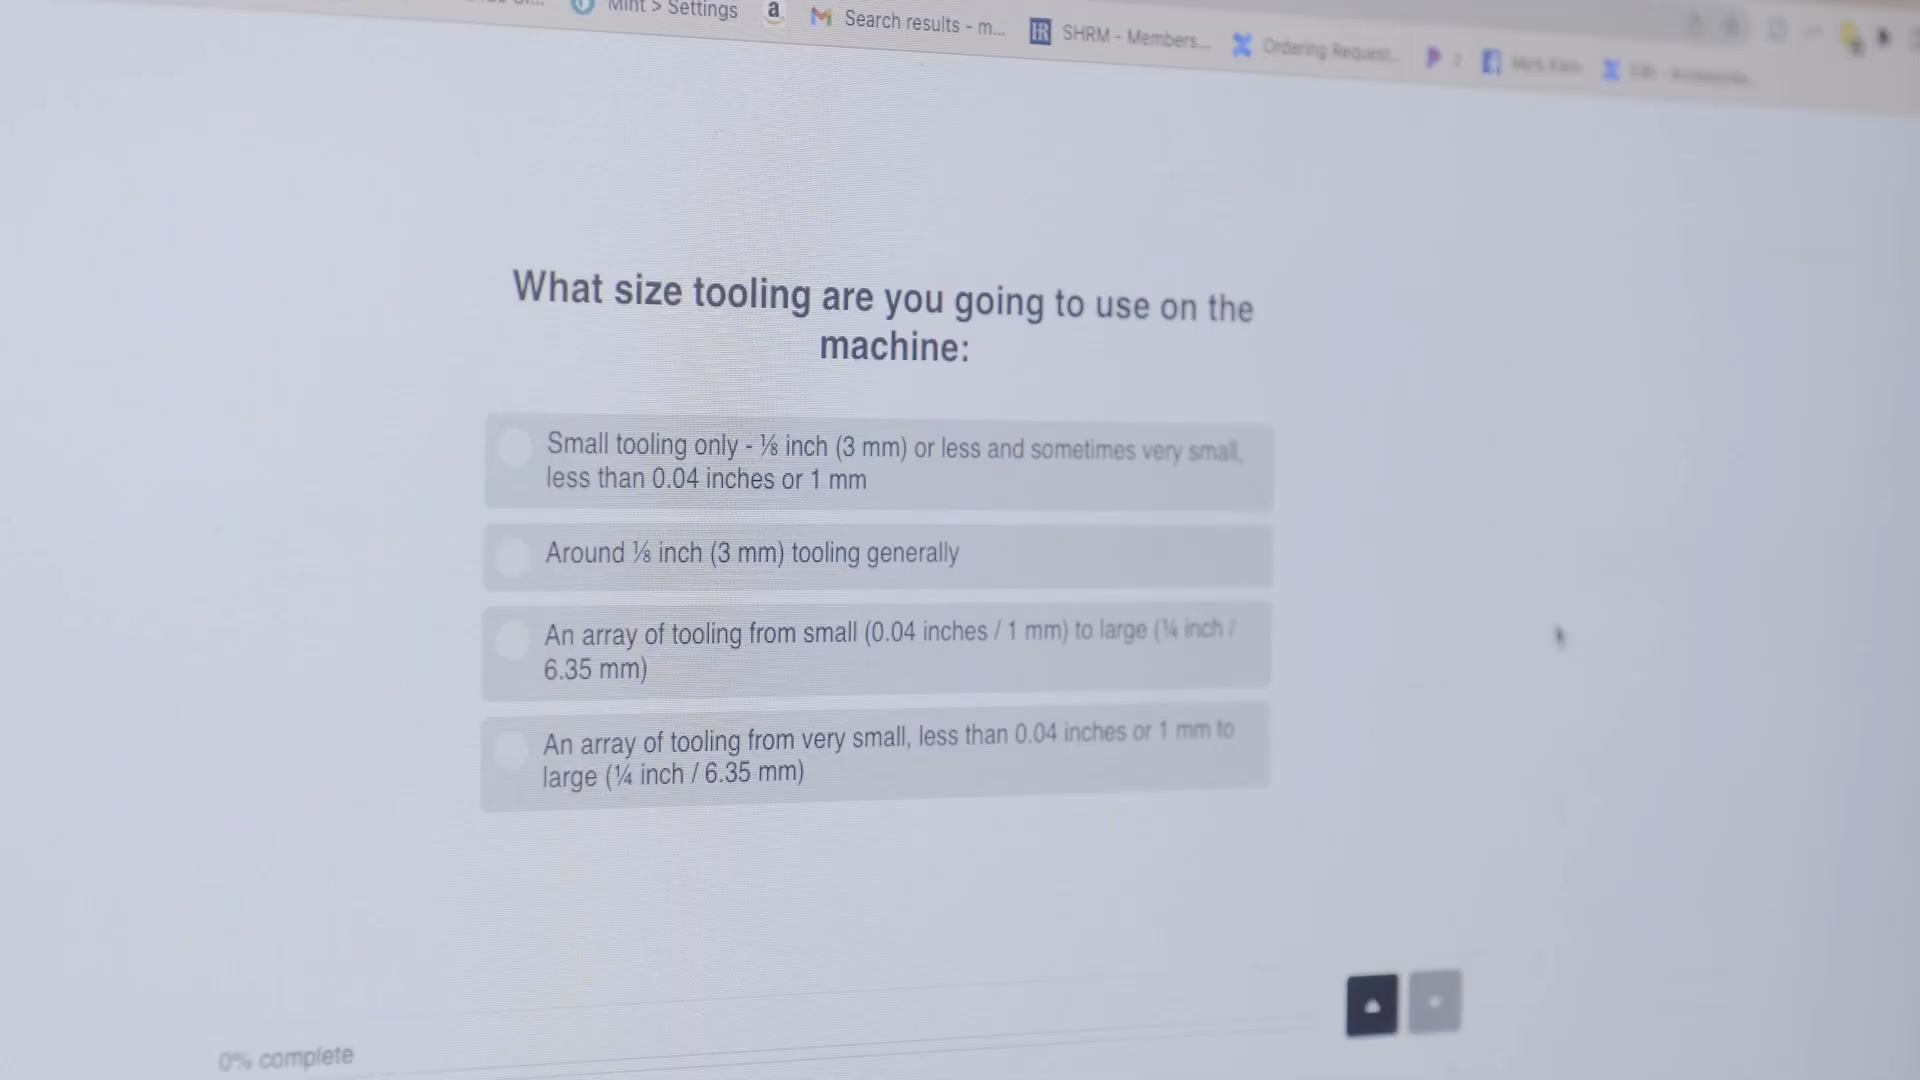 Mint > Settings
a
Search results - m...
HR SHRM - Members...
Ordering Request...
What size tooling are you going to use on the
machine:
Small tooling only - ⅛ inch (3 mm) or less and sometimes very small,
less than 0.04 inches or 1 mm
Around ⅛ inch (3 mm) tooling generally
An array of tooling from small (0.04 inches / 1 mm) to large (¼ inch /
6.35 mm)
An array of tooling from very small, less than 0.04 inches or 1 mm to
large (¼ inch / 6.35 mm)
0% complete